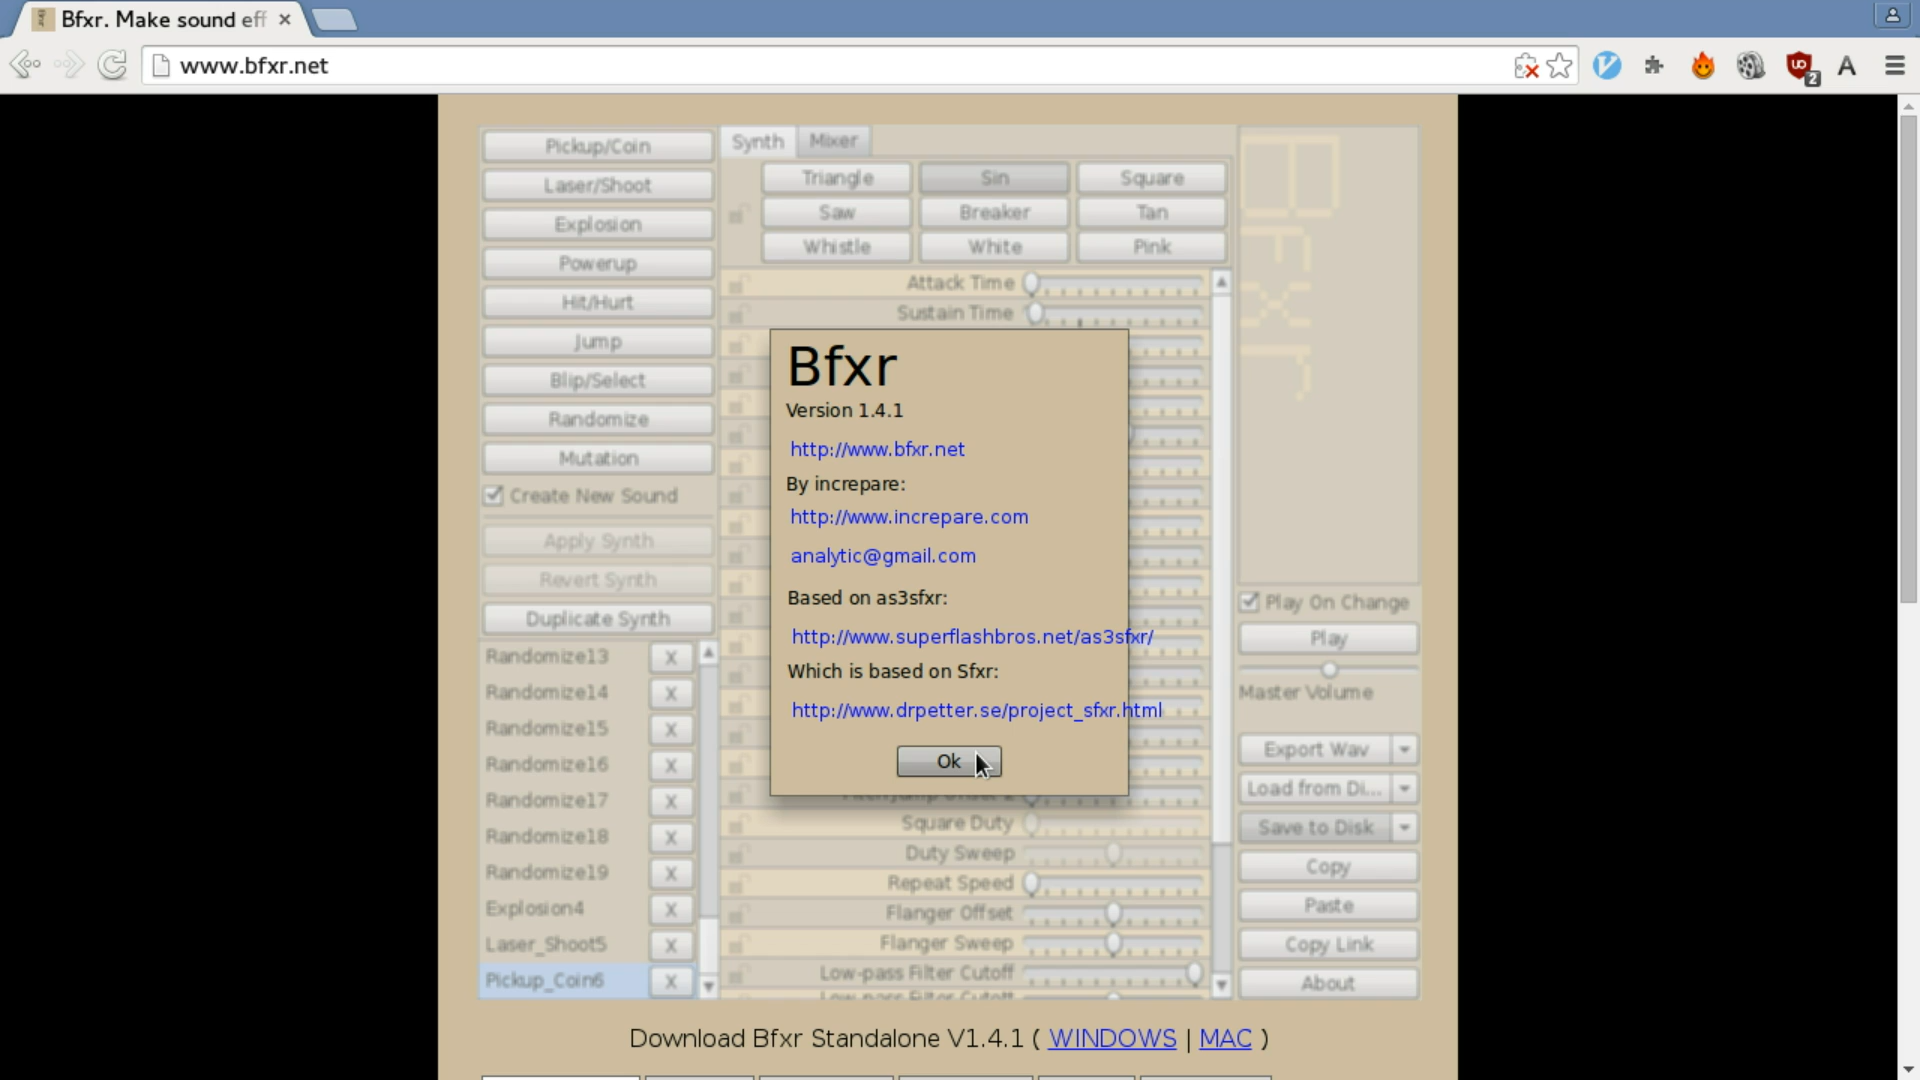 Bfxr. Make sound eff
www.bfxr.net
2
Pickup/Coin
Laser/Shoot
Explosion
Powerup
Hit/Hurt
Jump
Blip/Select
Randomize
Mutation
Create New Sound
Apply Synth
Revert Synth
Duplicate Synth
Randomize13 X
Randomize14 X
Randomize15 X
Randomize16 X
Randomize17 X
Randomize18 X
Randomize19 X
Explosion4 X
Laser_Shoot5 X
Pickup_Coin6 X
Synth Mixer
Triangle Sin Square
Saw Breaker Tan
Whistle White Pink
Attack Time
Sustain Time
Bfxr
Version 1.4.1
http://www.bfxr.net
By increpare:
http://www.increpare.com
analytic@gmail.com
Based on as3sfxr:
http://www.superflashbros.net/as3sfxr/
Which is based on Sfxr:
http://www.drpetter.se/project_sfxr.html
Ok
Square Duty
Duty Sweep
Repeat Speed
Flanger Offset
Flanger Sweep
Low-pass Filter Cutoff
Low-pass Filter Cutoff
Bfxr
Play On Change
Play
Master Volume
Export Wav
Load from Di...
Save to Disk
Copy
Paste
Copy Link
About
Download Bfxr Standalone V1.4.1 ( WINDOWS | MAC )